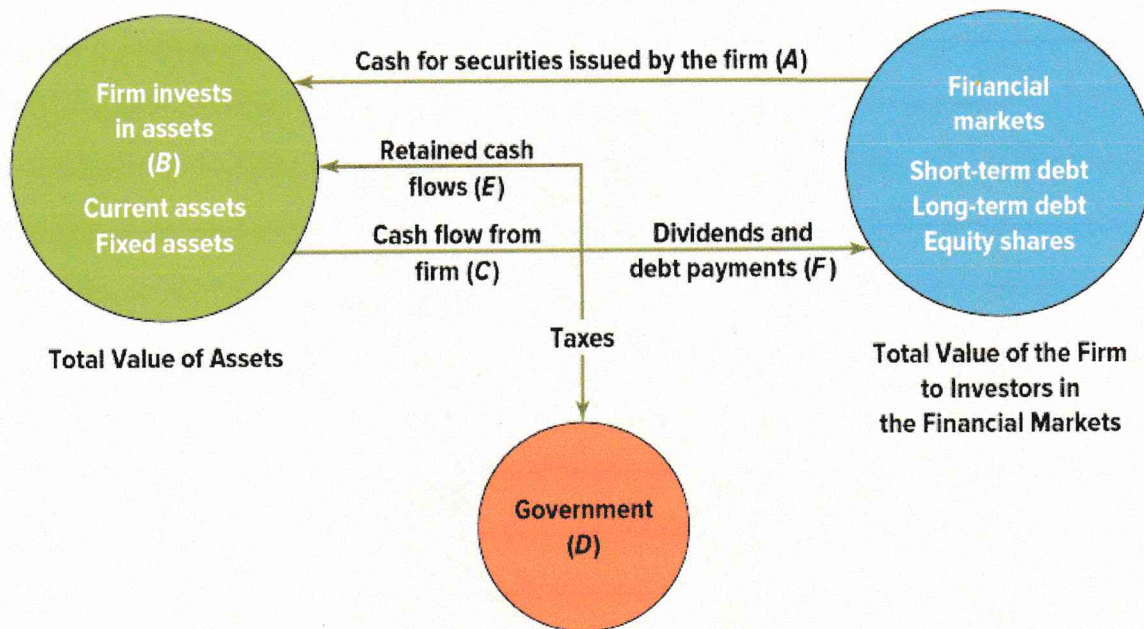 Cash for securities issued by the firm (A)
Firm invests
in assets
(B)
Current assets
Fixed assets
Financial
markets
Short-term debt
Long-term debt
Equity shares
Retained cash
flows (E)
Cash flow from
firm (C)
Dividends and
debt payments (F)
Taxes
Total Value of Assets
Total Value of the Firm
to Investors in
the Financial Markets
Government
(D)